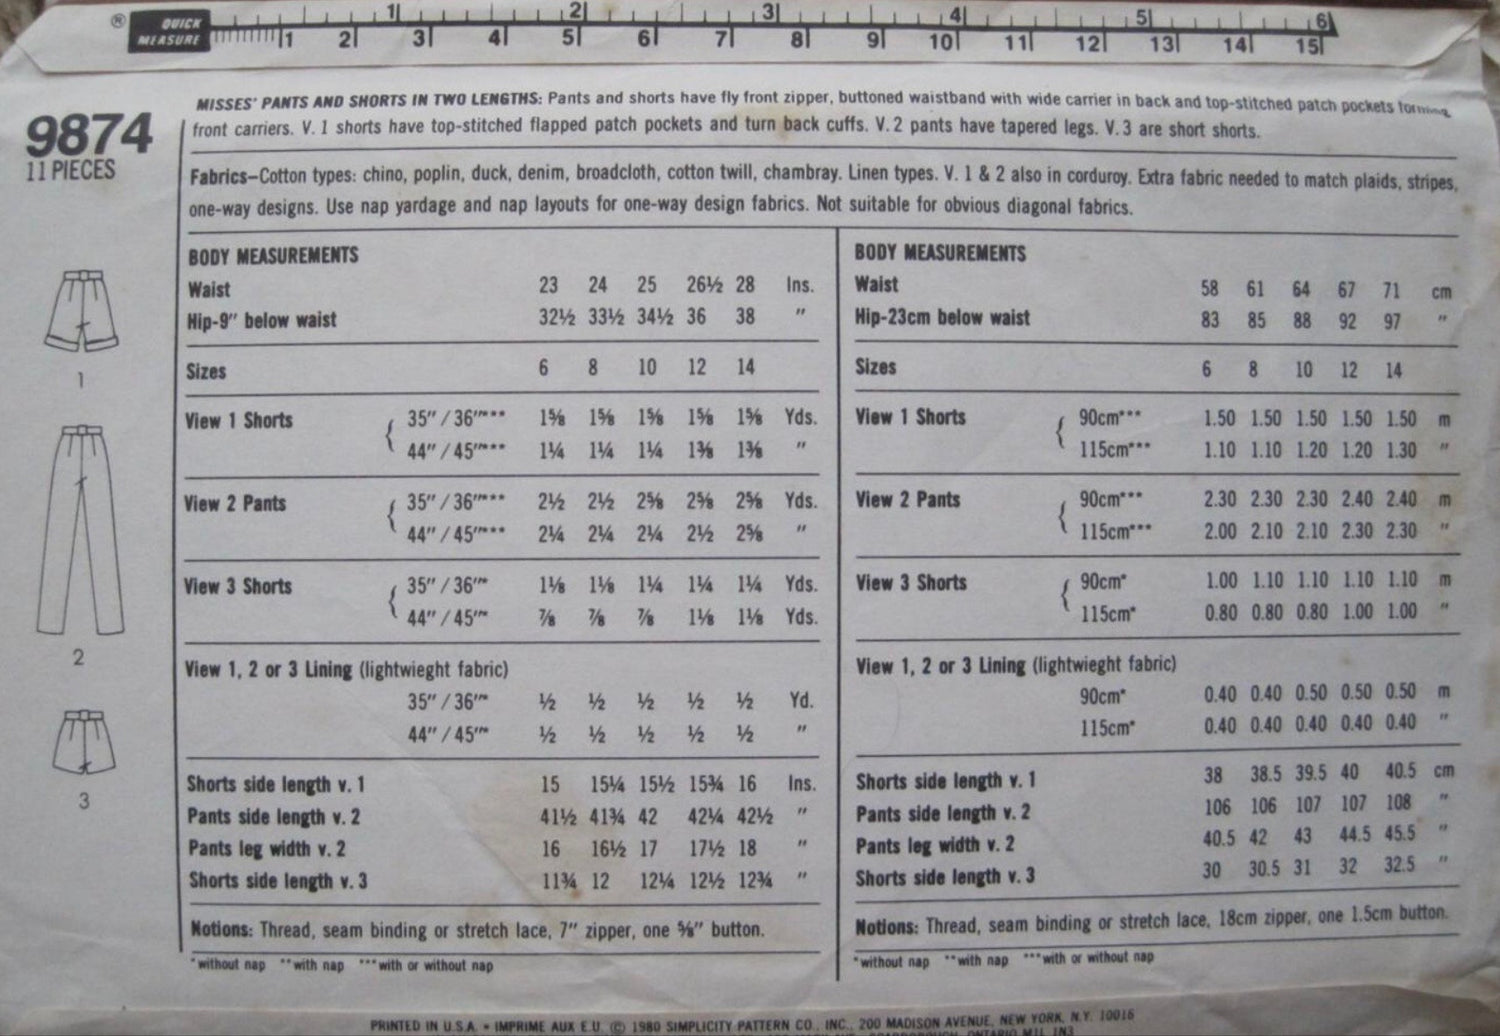 ® QUICK MEASURE
1 2 3 4 5 6
1 2 3 4 5 6 7 8 9 10 11 12 13 14 15
9874
11 PIECES
MISSES' PANTS AND SHORTS IN TWO LENGTHS: Pants and shorts have fly front zipper, buttoned waistband with wide carrier in back and top-stitched patch pockets forming
front carriers. V. 1 shorts have top-stitched flapped patch pockets and turn back cuffs. V. 2 pants have tapered legs. V. 3 are short shorts.
Fabrics—Cotton types: chino, poplin, duck, denim, broadcloth, cotton twill, chambray. Linen types. V. 1 & 2 also in corduroy. Extra fabric needed to match plaids, stripes,
one-way designs. Use nap yardage and nap layouts for one-way design fabrics. Not suitable for obvious diagonal fabrics.
1
2
3
BODY MEASUREMENTS
Waist 23 24 25 26½ 28 Ins.
Hip-9" below waist 32½ 33½ 34½ 36 38 "
Sizes 6 8 10 12 14
View 1 Shorts { 35" / 36"*** 1⅝ 1⅝ 1⅝ 1⅝ 1⅝ Yds.
44" / 45"*** 1¼ 1¼ 1¼ 1⅜ 1⅜ "
View 2 Pants { 35" / 36"*** 2½ 2½ 2⅝ 2⅝ 2⅝ Yds.
44" / 45"*** 2¼ 2¼ 2¼ 2½ 2⅝ "
View 3 Shorts { 35" / 36"* 1⅛ 1⅛ 1¼ 1¼ 1¼ Yds.
44" / 45"* ⅞ ⅞ ⅞ 1⅛ 1⅛ Yds.
View 1, 2 or 3 Lining (lightwieght fabric)
35" / 36"* ½ ½ ½ ½ ½ Yd.
44" / 45"* ½ ½ ½ ½ ½ "
Shorts side length v. 1 15 15¼ 15½ 15¾ 16 Ins.
Pants side length v. 2 41½ 41¾ 42 42¼ 42½ "
Pants leg width v. 2 16 16½ 17 17½ 18 "
Shorts side length v. 3 11¾ 12 12¼ 12½ 12¾ "
Notions: Thread, seam binding or stretch lace, 7" zipper, one ⅝" button.
*without nap **with nap ***with or without nap
BODY MEASUREMENTS
Waist 58 61 64 67 71 cm
Hip-23cm below waist 83 85 88 92 97 "
Sizes 6 8 10 12 14
View 1 Shorts { 90cm*** 1.50 1.50 1.50 1.50 1.50 m
115cm*** 1.10 1.10 1.20 1.20 1.30 "
View 2 Pants { 90cm*** 2.30 2.30 2.30 2.40 2.40 m
115cm*** 2.00 2.10 2.10 2.30 2.30 "
View 3 Shorts { 90cm* 1.00 1.10 1.10 1.10 1.10 m
115cm* 0.80 0.80 0.80 1.00 1.00 "
View 1, 2 or 3 Lining (lightwieght fabric)
90cm* 0.40 0.40 0.50 0.50 0.50 m
115cm* 0.40 0.40 0.40 0.40 0.40 "
Shorts side length v. 1 38 38.5 39.5 40 40.5 cm
Pants side length v. 2 106 106 107 107 108 "
Pants leg width v. 2 40.5 42 43 44.5 45.5 "
Shorts side length v. 3 30 30.5 31 32 32.5 "
Notions: Thread, seam binding or stretch lace, 18cm zipper, one 1.5cm button.
*without nap **with nap ***with or without nap
PRINTED IN U.S.A. • IMPRIME AUX E.U. © 1980 SIMPLICITY PATTERN CO., INC., 200 MADISON AVENUE, NEW YORK, N.Y. 10016
ONTARIO M1L 1N3